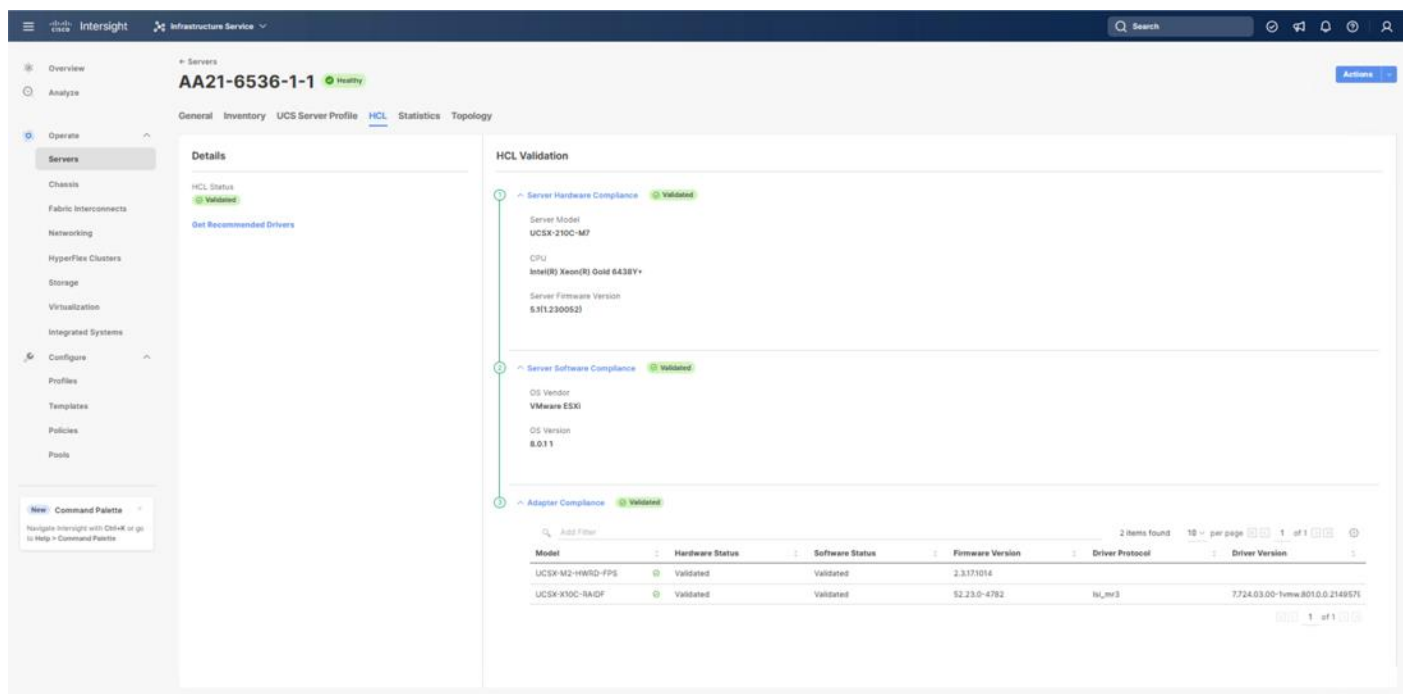 cisco Intersight
Infrastructure Service
Search
Overview
Analyze
Operate
Servers
Chassis
Fabric Interconnects
Networking
HyperFlex Clusters
Storage
Virtualization
Integrated Systems
Configure
Profiles
Templates
Policies
Pools
New Command Palette
Navigate Intersight with Ctrl+K or go
to Help > Command Palette
← Servers
AA21-6536-1-1 Healthy
Actions
General Inventory UCS Server Profile HCL Statistics Topology
Details
HCL Status
Validated
Get Recommended Drivers
HCL Validation
1 Server Hardware Compliance Validated
Server Model
UCSX-210C-M7
CPU
Intel(R) Xeon(R) Gold 6438Y+
Server Firmware Version
5.1(1.230052)
2 Server Software Compliance Validated
OS Vendor
VMware ESXi
OS Version
8.0.1 1
3 Adapter Compliance Validated
Add Filter 2 items found 10 per page 1 of 1
Model Hardware Status Software Status Firmware Version Driver Protocol Driver Version
UCSX-M2-HWRD-FPS Validated Validated 2.3.17.1014
UCSX-X10C-RAIDF Validated Validated 52.23.0-4782 lsi_mr3
1 of 1